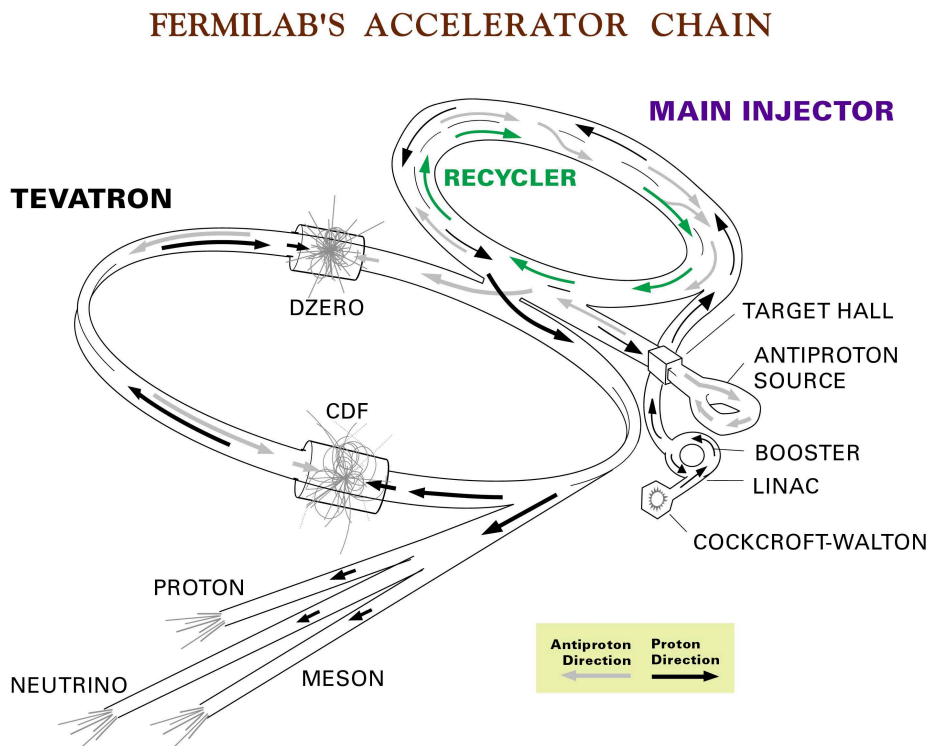 FERMILAB'S ACCELERATOR CHAIN
MAIN INJECTOR
RECYCLER
TEVATRON
DZERO
TARGET HALL
ANTIPROTON
SOURCE
CDF
BOOSTER
LINAC
COCKCROFT-WALTON
PROTON
NEUTRINO
MESON
Antiproton
Direction
Proton
Direction